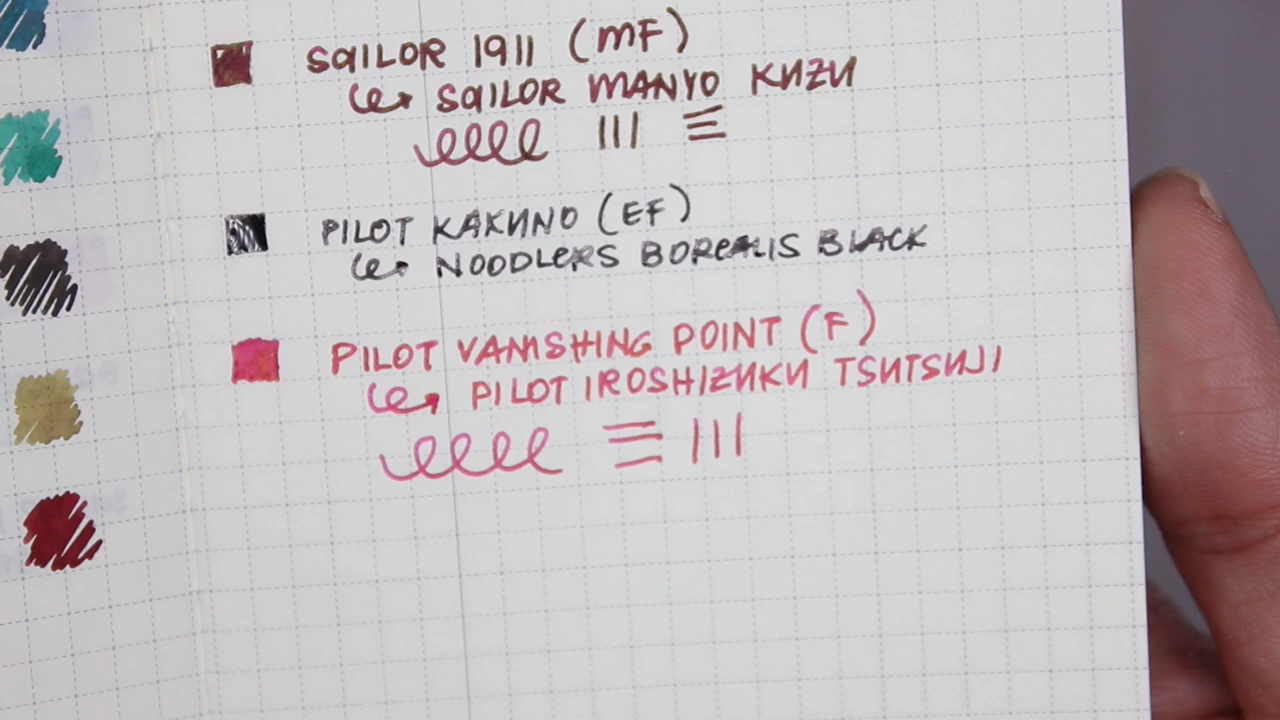 SAILOR 1911 (MF)
SAILOR MANYO KUZU
PILOT KAKUNO (EF)
NOODLERS BOREALIS BLACK
PILOT VANISHING POINT (F)
PILOT IROSHIZUKU TSUTSUJI